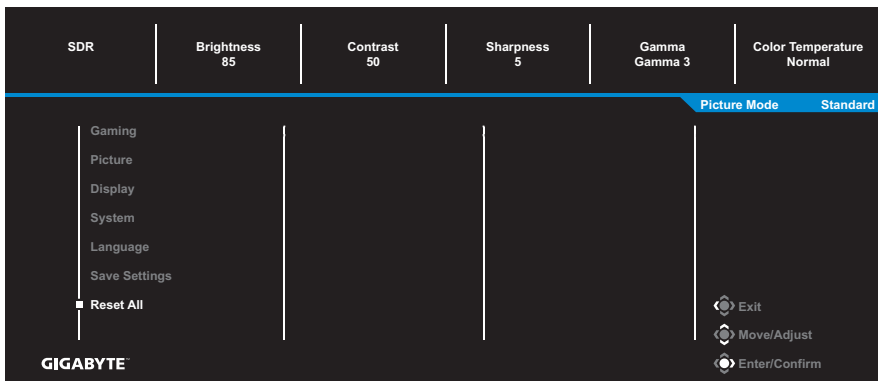 SDR
Brightness
85
Contrast
50
Sharpness
5
Gamma
Gamma 3
Color Temperature
Normal
Picture Mode Standard
Gaming
Picture
Display
System
Language
Save Settings
Reset All
Exit
Move/Adjust
Enter/Confirm
GIGABYTE™